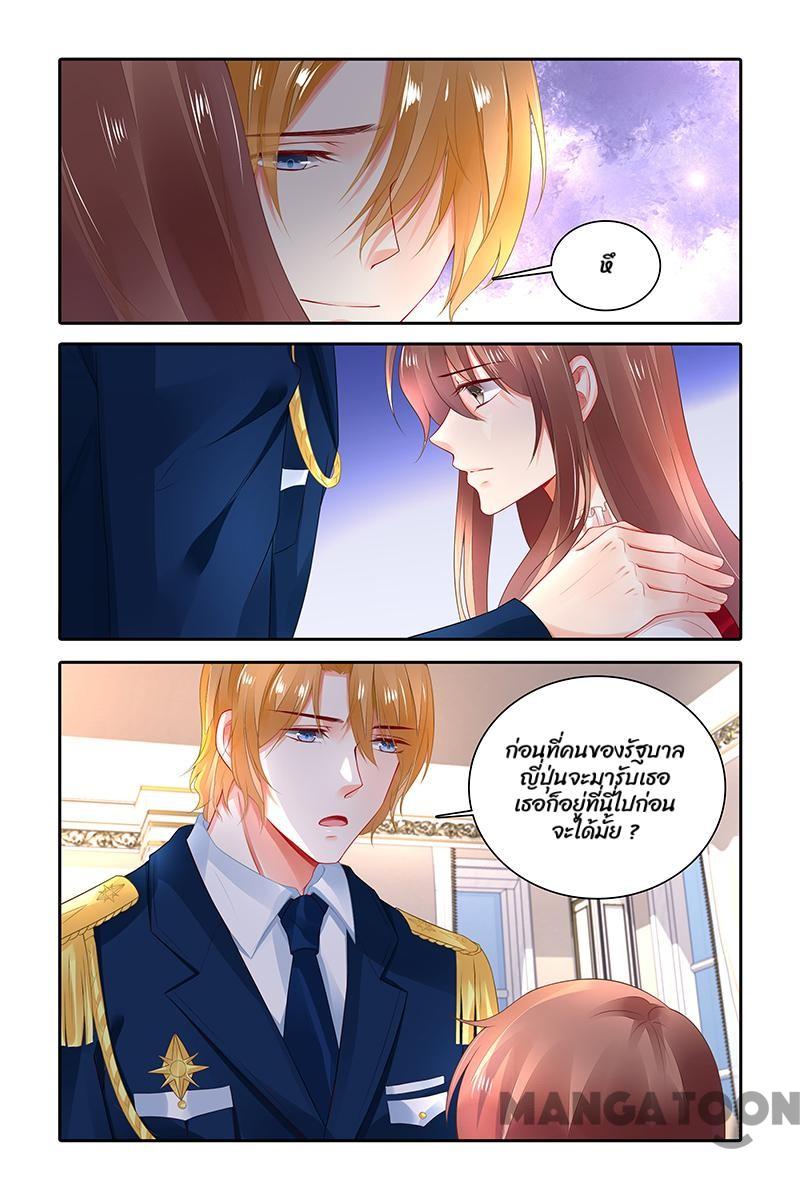 หึ
ก่อนที่คนของรัฐบาล
ญี่ปุ่นจะมารับเธอ
เธอก็อยู่ที่นี่ไปก่อน
จะได้มั้ย ?
MANGATOON